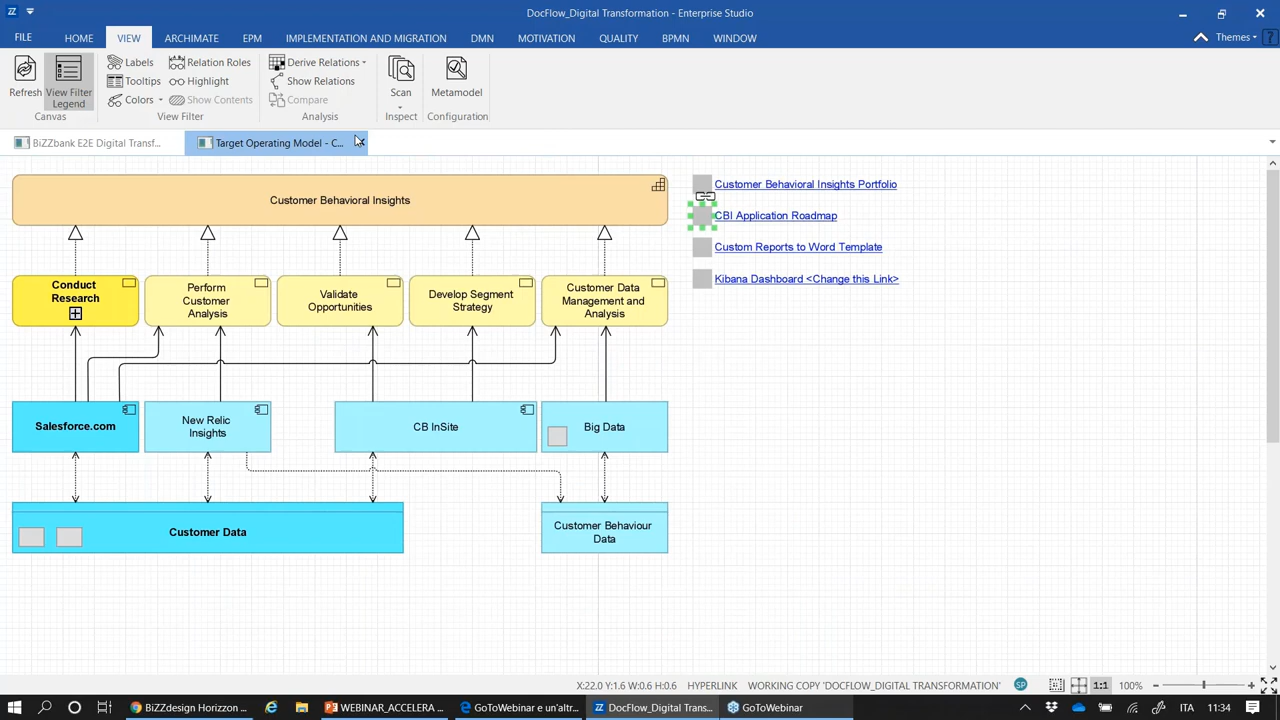 DocFlow_Digital Transformation - Enterprise Studio
FILE HOME VIEW ARCHIMATE EPM IMPLEMENTATION AND MIGRATION DMN MOTIVATION QUALITY BPMN WINDOW Themes
Labels Relation Roles Derive Relations
Tooltips Highlight Show Relations
Colors Show Contents Compare
Refresh View Filter Legend Scan Metamodel
Canvas View Filter Analysis Inspect Configuration
BiZZbank E2E Digital Transf... Target Operating Model - C...
Customer Behavioral Insights
Customer Behavioral Insights Portfolio
CBI Application Roadmap
Custom Reports to Word Template
Kibana Dashboard <Change this Link>
Conduct
Research
Perform
Customer
Analysis
Validate
Opportunities
Develop Segment
Strategy
Customer Data
Management and
Analysis
Salesforce.com
New Relic
Insights
CB InSite
Big Data
Customer Data
Customer Behaviour
Data
X:22.0 Y:1.6 W:0.6 H:0.6 HYPERLINK WORKING COPY 'DOCFLOW_DIGITAL TRANSFORMATION' SP 1:1 100%
BiZZdesign Horizzon ... WEBINAR_ACCELERA ... GoToWebinar e un'altr... DocFlow_Digital Trans... GoToWebinar ITA 11:34